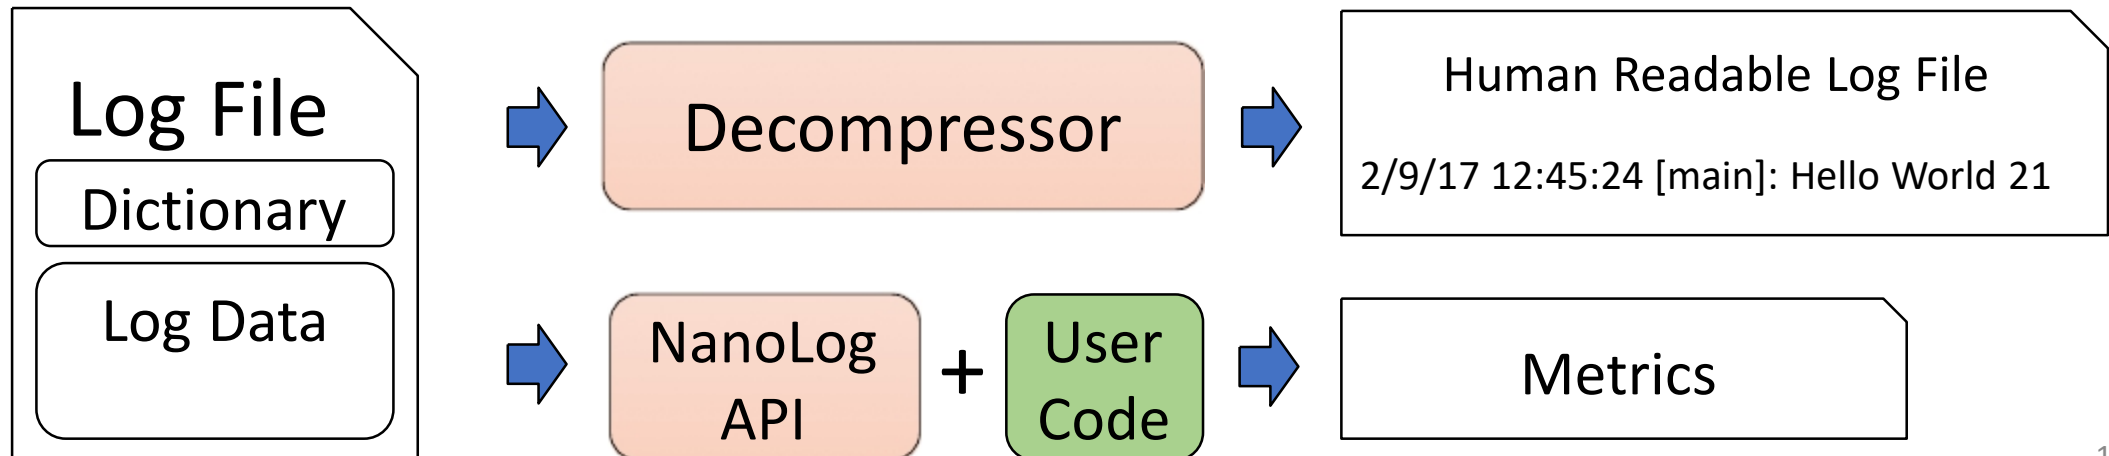 Log File
Dictionary
Log Data
Decompressor
Human Readable Log File
2/9/17 12:45:24 [main]: Hello World 21
NanoLog
API
+
User
Code
Metrics